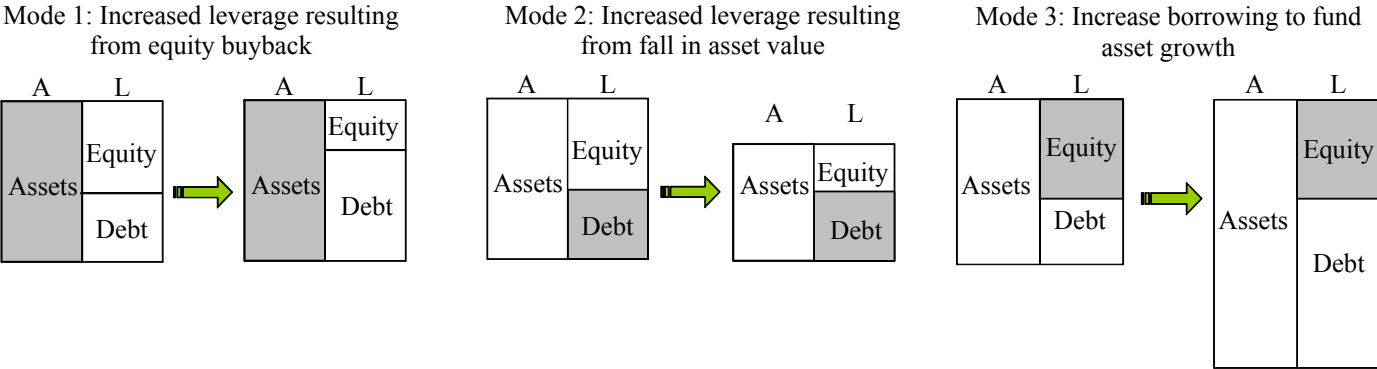 Mode 1: Increased leverage resulting
from equity buyback
A L
Equity
Assets
Debt
A L
Equity
Assets
Debt
Mode 2: Increased leverage resulting
from fall in asset value
A L
Equity
Assets
Debt
A L
Assets Equity
Debt
Mode 3: Increase borrowing to fund
asset growth
A L
Equity
Assets
Debt
A L
Equity
Assets
Debt